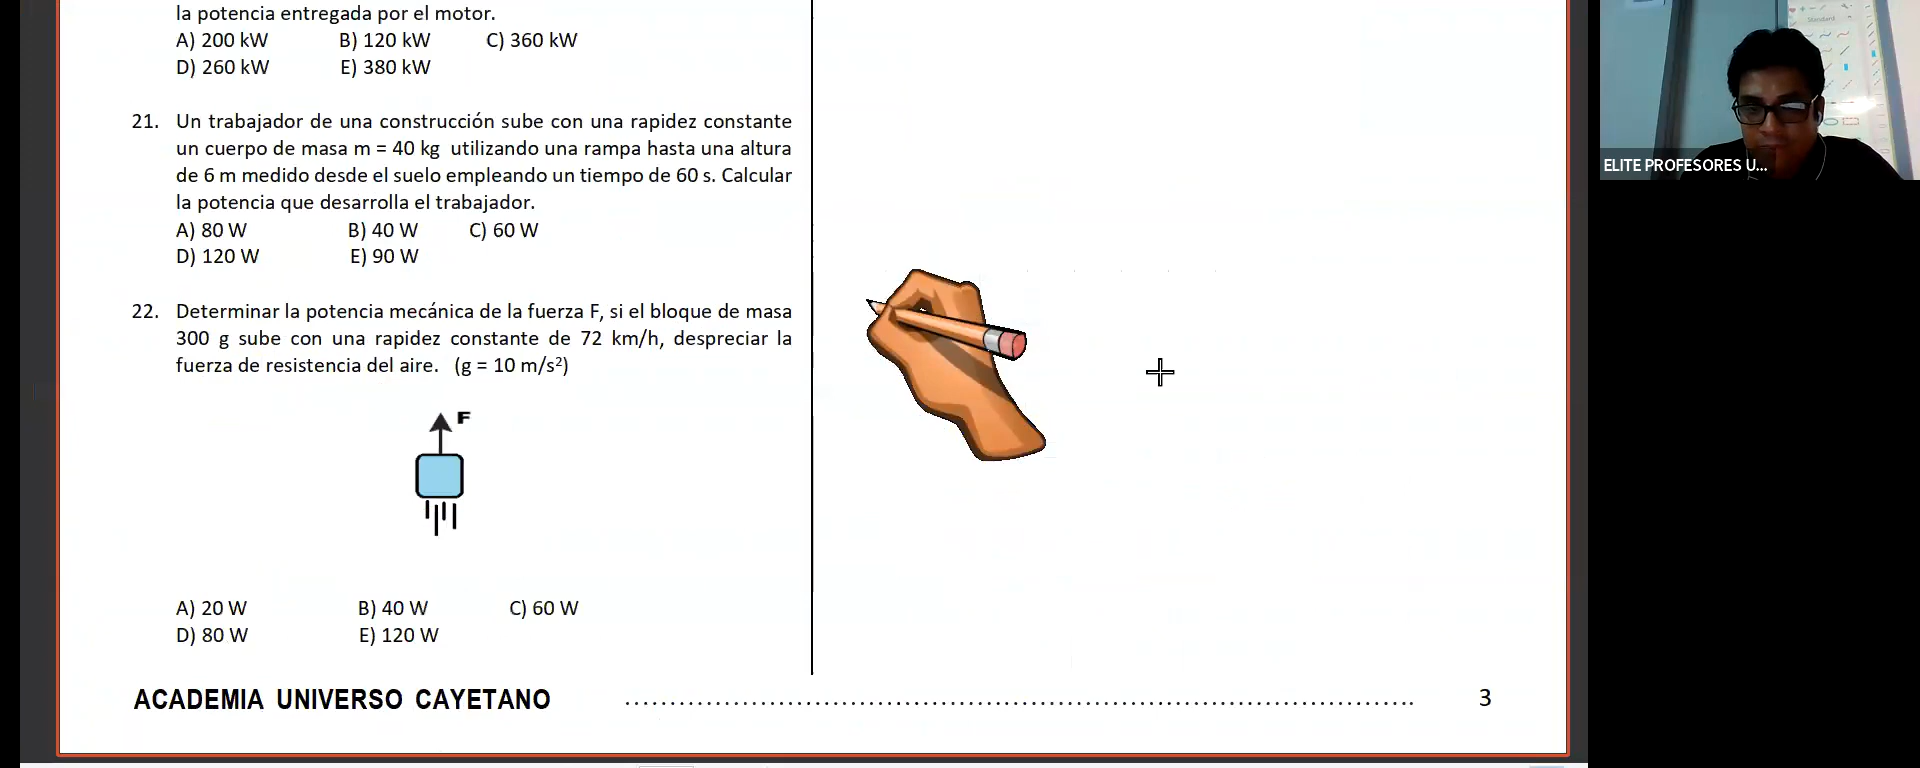 la potencia entregada por el motor.
A) 200 kW B) 120 kW C) 360 kW
D) 260 kW E) 380 kW
21. Un trabajador de una construcción sube con una rapidez constante
un cuerpo de masa m = 40 kg utilizando una rampa hasta una altura
de 6 m medido desde el suelo empleando un tiempo de 60 s. Calcular
la potencia que desarrolla el trabajador.
A) 80 W B) 40 W C) 60 W
D) 120 W E) 90 W
22. Determinar la potencia mecánica de la fuerza F, si el bloque de masa
300 g sube con una rapidez constante de 72 km/h, despreciar la
fuerza de resistencia del aire. (g = 10 m/s²)
F
A) 20 W B) 40 W C) 60 W
D) 80 W E) 120 W
ACADEMIA UNIVERSO CAYETANO ........................................................................ 3
Standard
ELITE PROFESORES U...